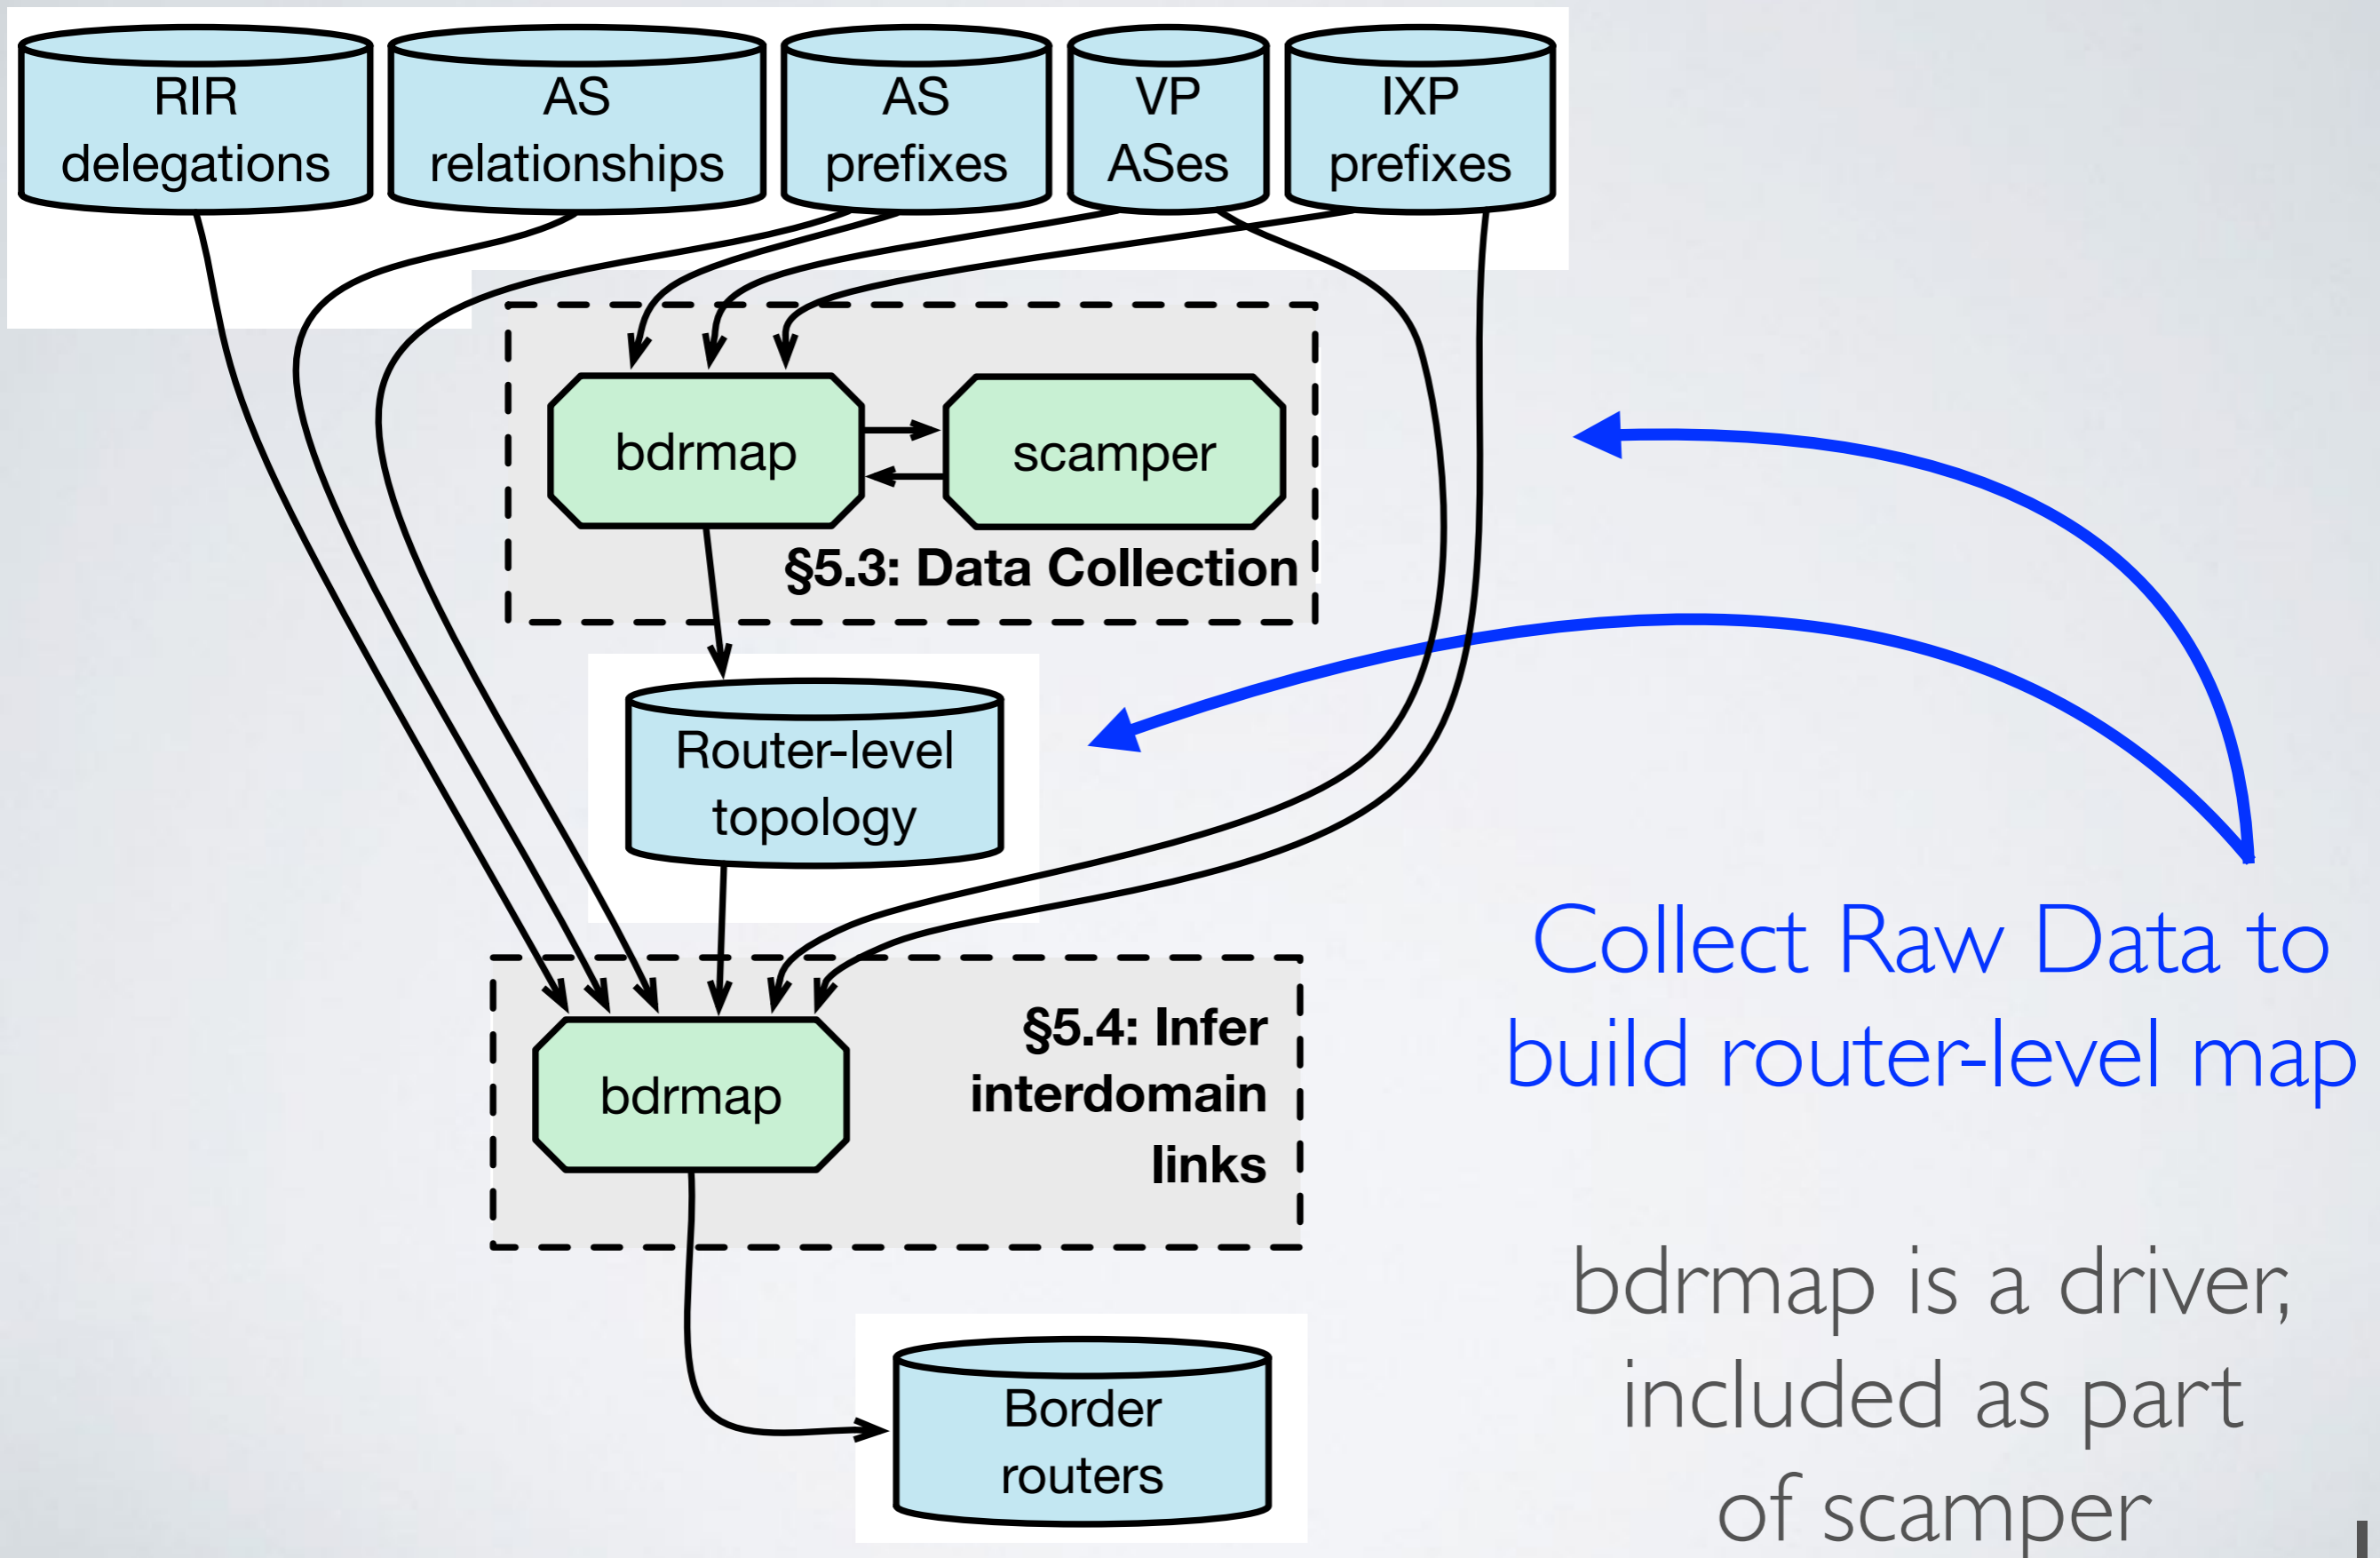 RIR
delegations
AS
relationships
AS
prefixes
VP
ASes
IXP
prefixes
bdrmap
scamper
§5.3: Data Collection
Router-level
topology
Collect Raw Data to
build router-level map
§5.4: Infer
interdomain
links
bdrmap
bdrmap is a driver,
included as part
of scamper
Border
routers